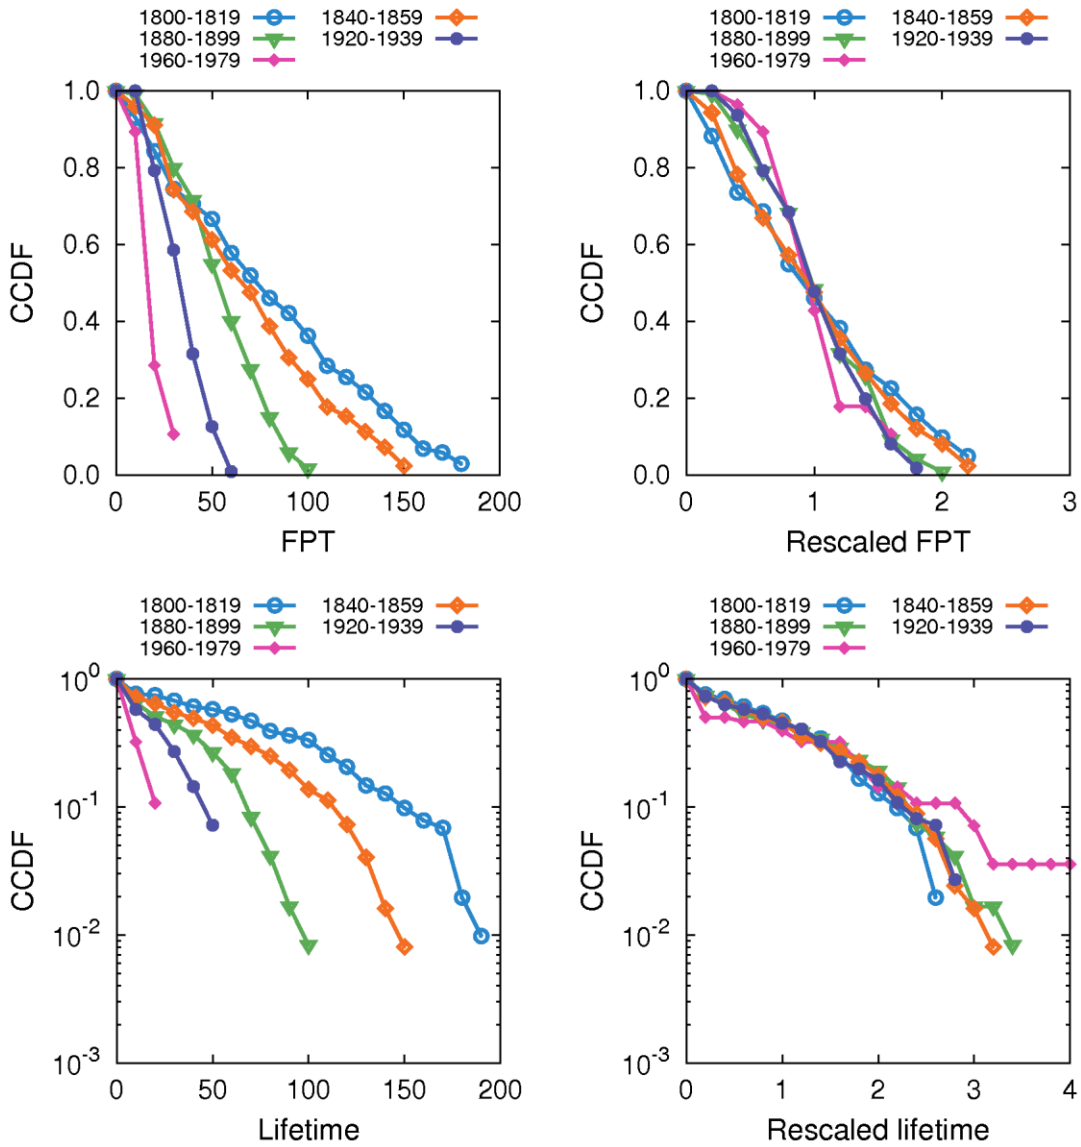 1800-1819 1840-1859
1880-1899 1920-1939
1960-1979
1.0
0.8
0.6
0.4
0.2
0.0
CCDF
0 50 100 150 200
FPT
1800-1819 1840-1859
1880-1899 1920-1939
1960-1979
1.0
0.8
0.6
0.4
0.2
0.0
CCDF
0 1 2 3
Rescaled FPT
1800-1819 1840-1859
1880-1899 1920-1939
1960-1979
10^0
10^-1
10^-2
10^-3
CCDF
0 50 100 150 200
Lifetime
1800-1819 1840-1859
1880-1899 1920-1939
1960-1979
10^0
10^-1
10^-2
10^-3
CCDF
0 1 2 3 4
Rescaled lifetime